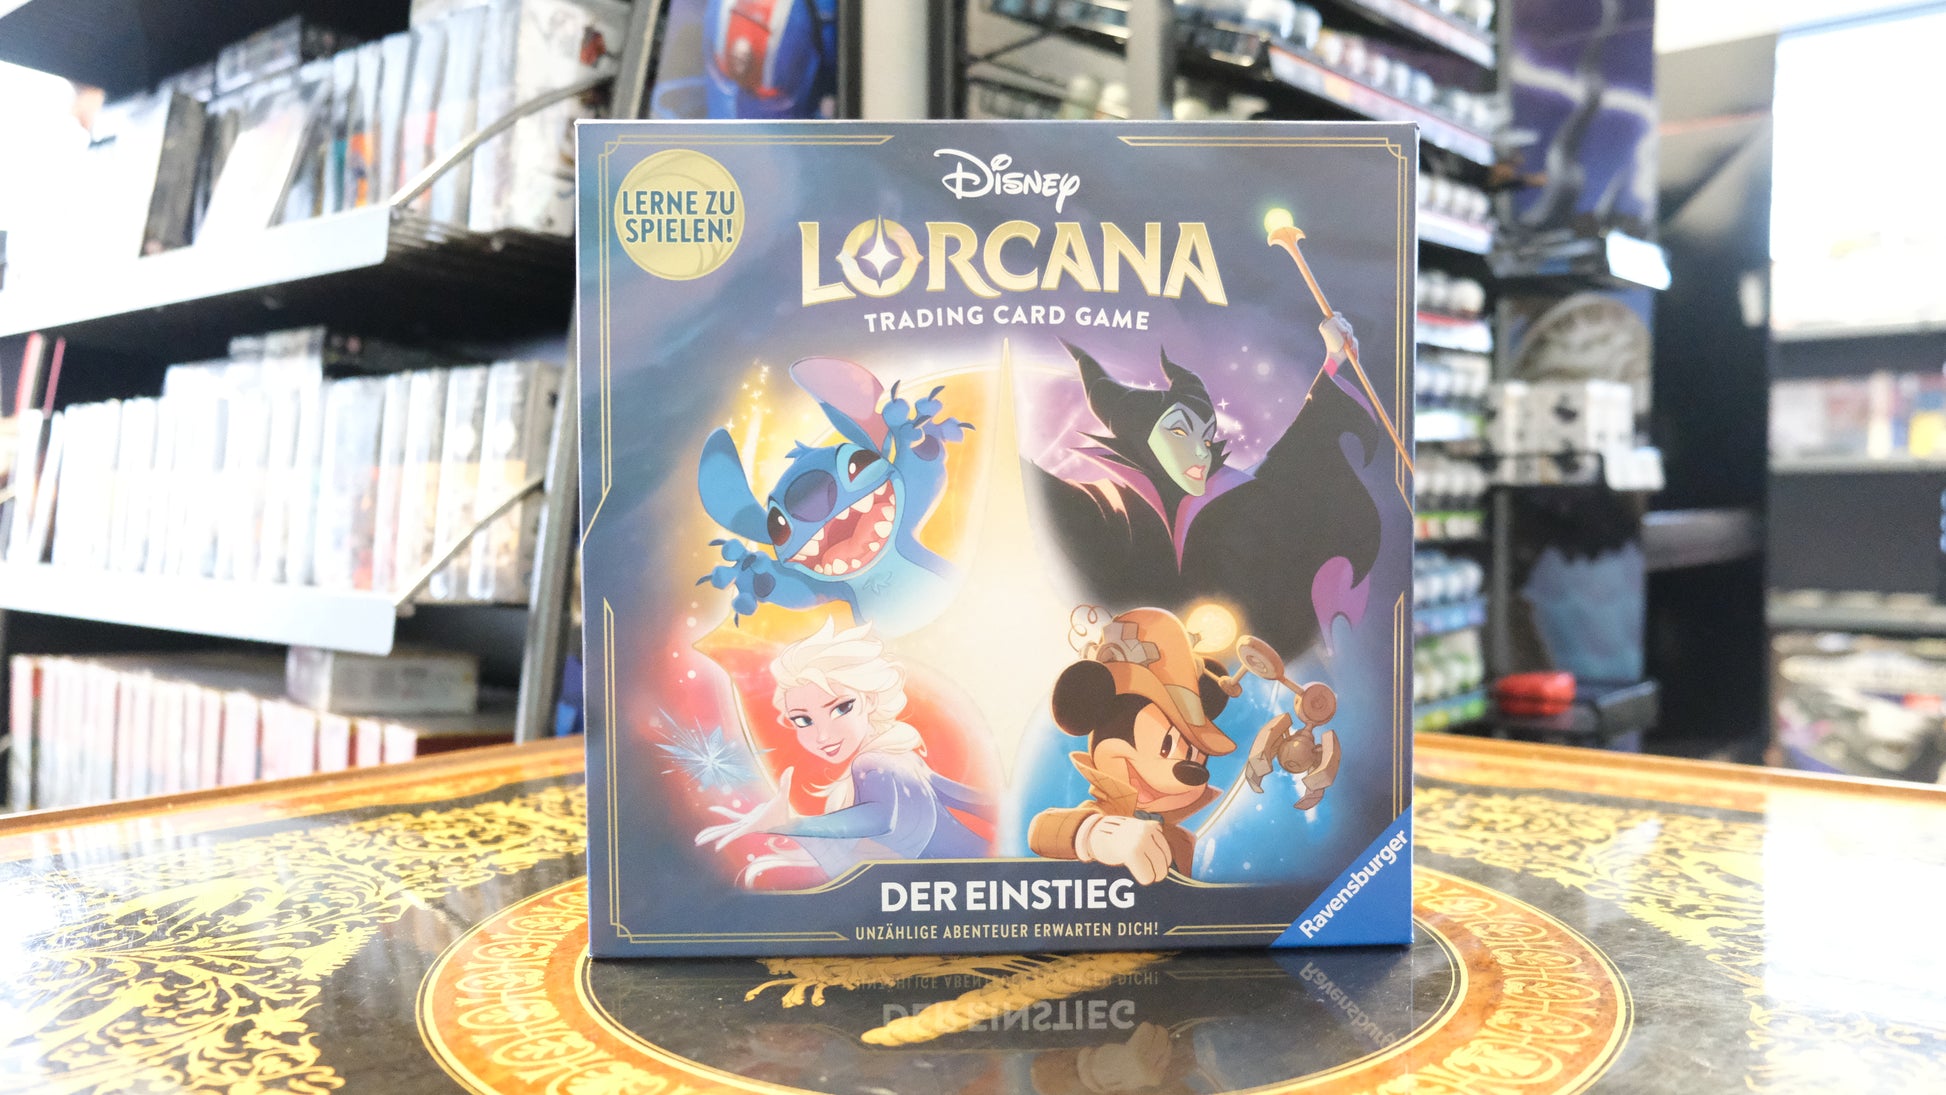 LERNE ZU
SPIELEN!
Disney
LORCANA
TRADING CARD GAME
DER EINSTIEG
UNZÄHLIGE ABENTEUER ERWARTEN DICH!
Ravensburger